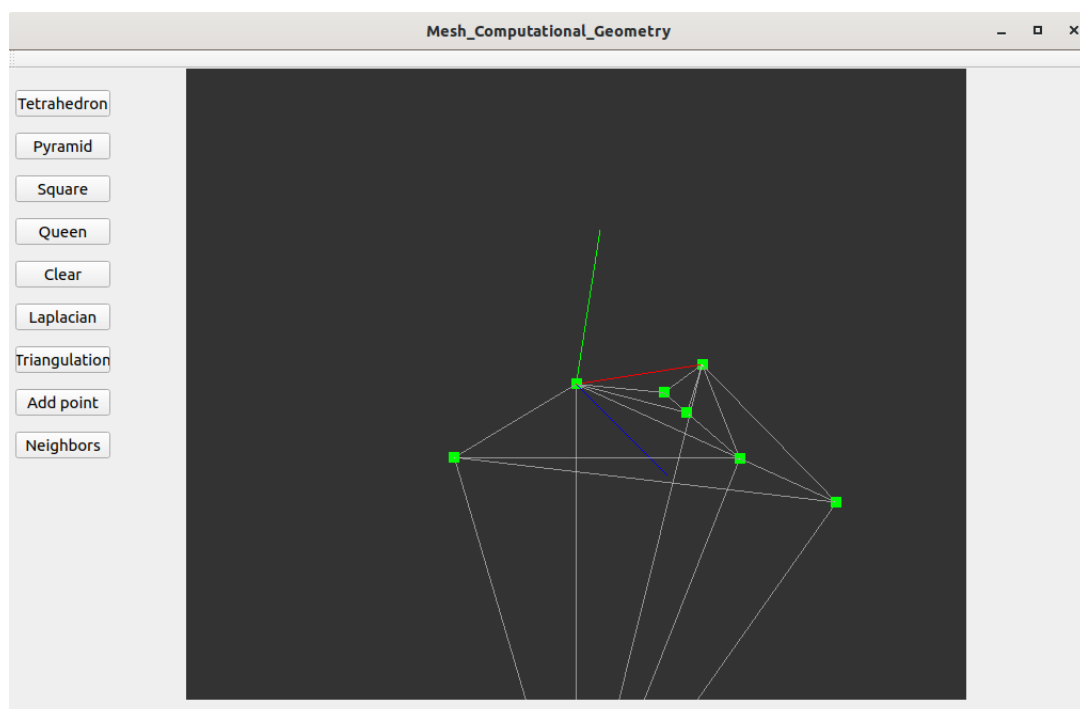 Mesh_Computational_Geometry
Tetrahedron
Pyramid
Square
Queen
Clear
Laplacian
Triangulation
Add point
Neighbors